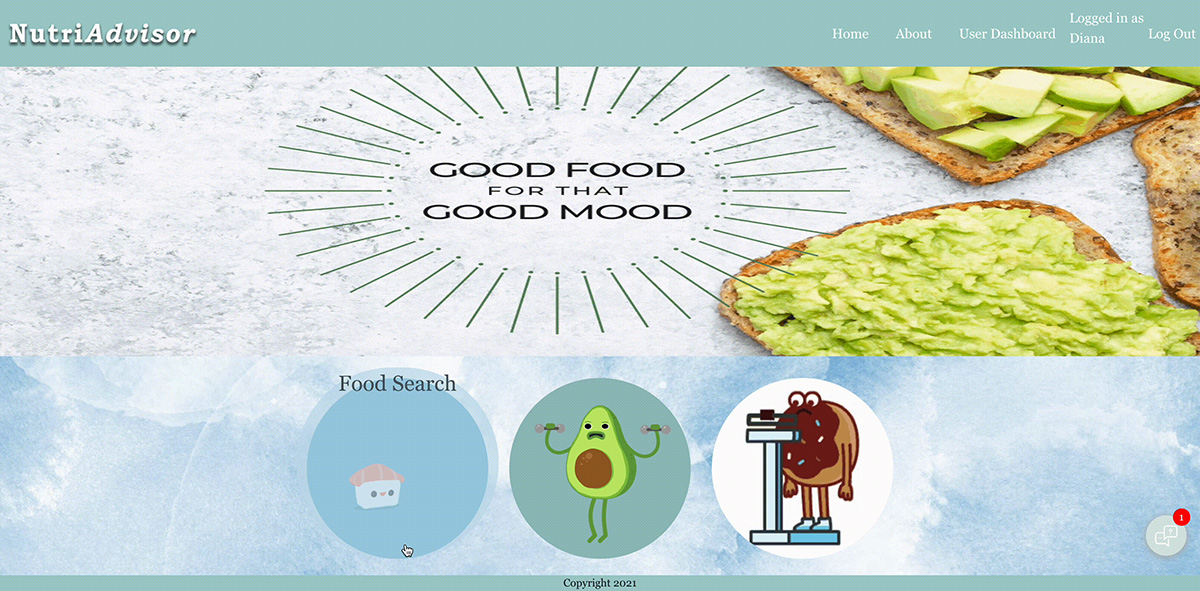 NutriAdvisor
Home
About
User Dashboard
Logged in as
Diana
Log Out
GOOD FOOD
FOR THAT
GOOD MOOD
Food Search
1
Copyright 2021